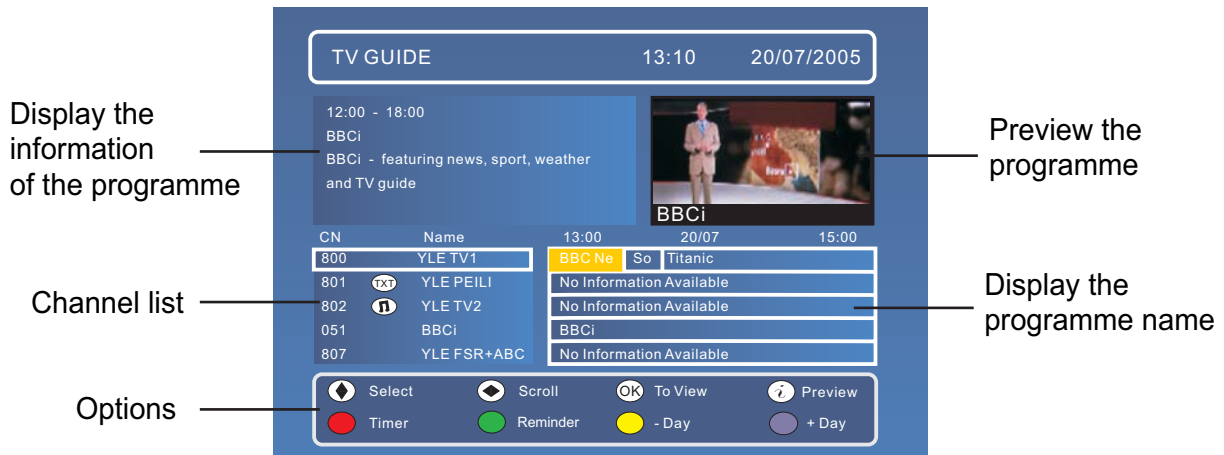 TV GUIDE 13:10 20/07/2005
Display the
information
of the programme
12:00 - 18:00
BBCi
BBCi - featuring news, sport, weather
and TV guide
BBCi
Preview the
programme
CN Name 13:00 20/07 15:00
800 YLE TV1 BBC Ne So Titanic
801 TXT YLE PEILI No Information Available
802 YLE TV2 No Information Available
051 BBCi BBCi
807 YLE FSR+ABC No Information Available
Channel list
Display the
programme name
Options
Select Scroll OK To View i Preview
Timer Reminder - Day + Day